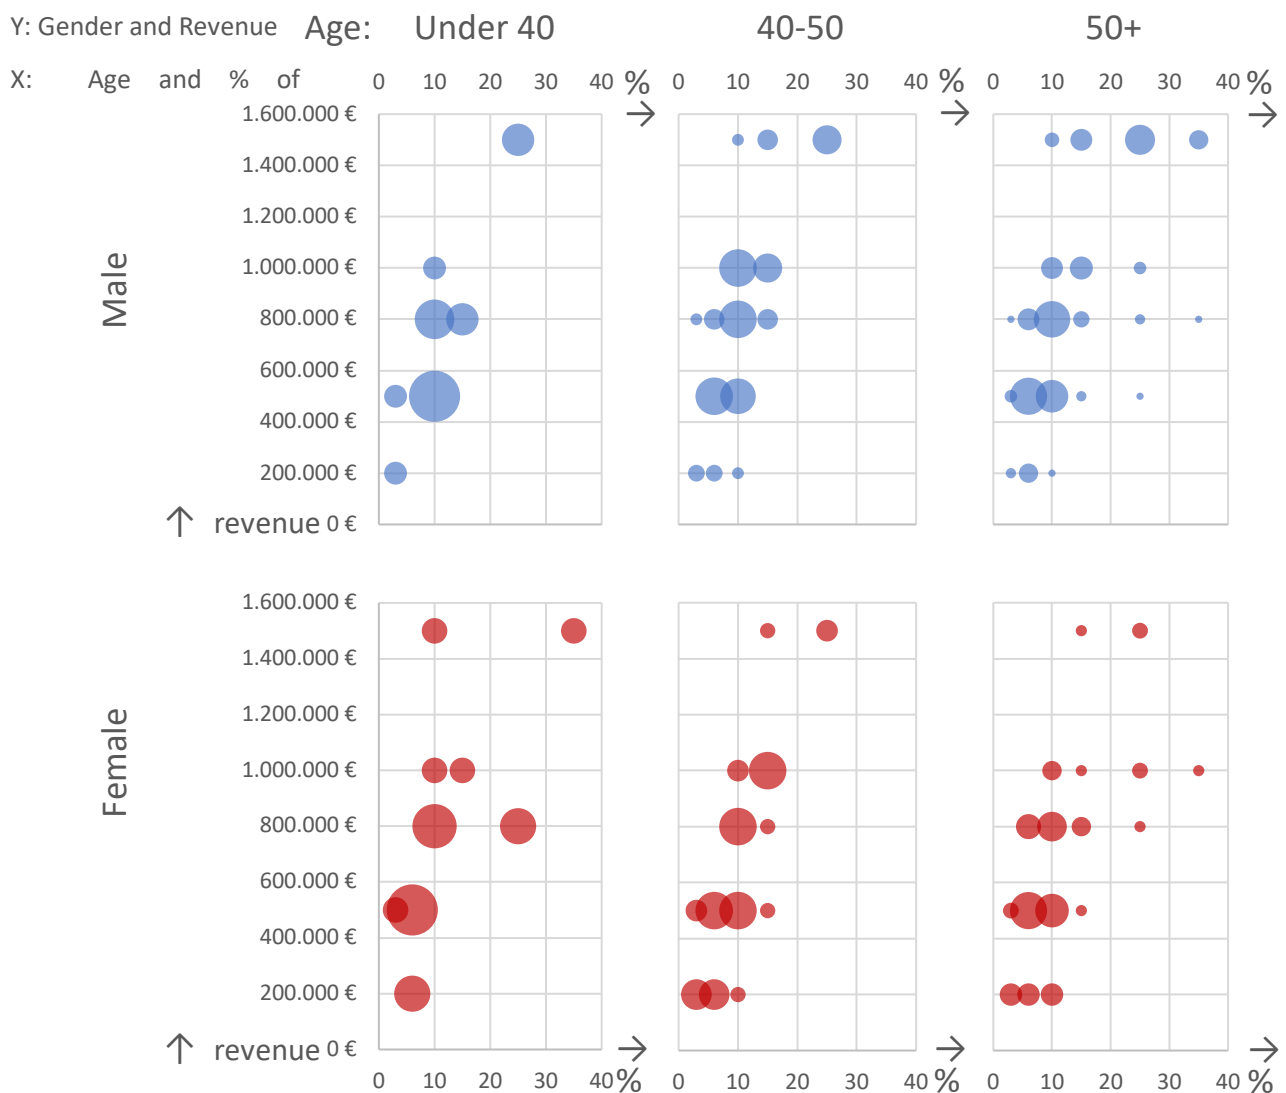 Y: Gender and Revenue Age: Under 40 40-50 50+
X: Age and % of 0 10 20 30 40 % 0 10 20 30 40 % 0 10 20 30 40 %
1.600.000 € → → →
1.400.000 €
1.200.000 €
1.000.000 €
Male
800.000 €
600.000 €
400.000 €
200.000 €
↑ revenue 0 €
1.600.000 €
1.400.000 €
1.200.000 €
1.000.000 €
Female
800.000 €
600.000 €
400.000 €
200.000 €
↑ revenue 0 € → → →
0 10 20 30 40 % 0 10 20 30 40 % 0 10 20 30 40 %